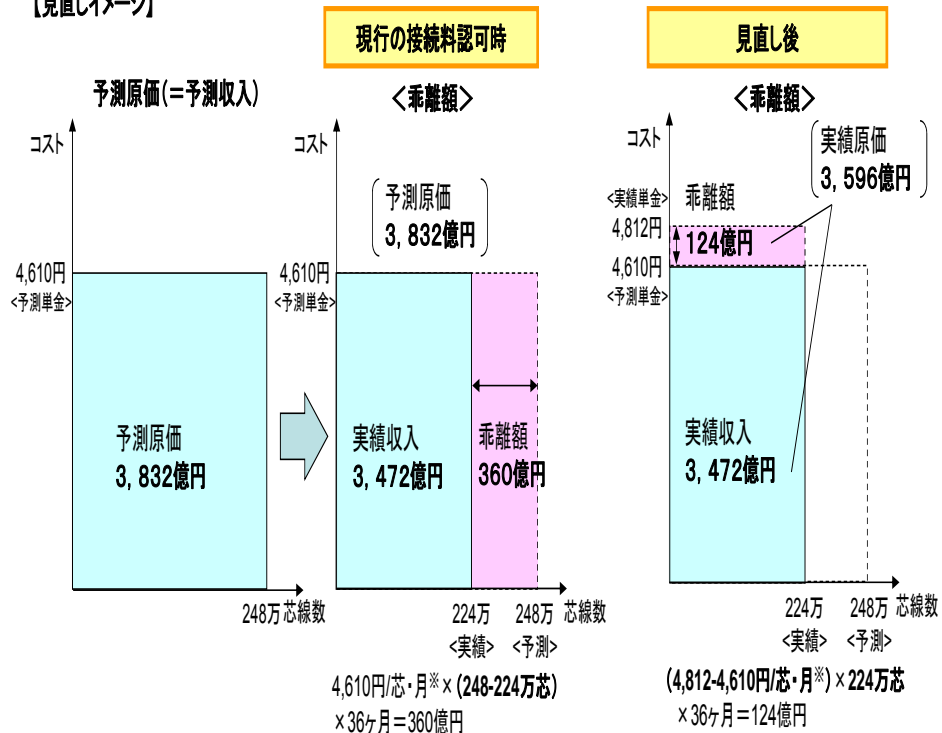 【見直しイメージ】
現行の接続料認可時
見直し後
予測原価(=予測収入)
コスト
4,610円
<予測単金>
予測原価
3,832億円
248万 芯線数
<乖離額>
コスト
予測原価
3,832億円
4,610円
<予測単金>
実績収入
3,472億円
乖離額
360億円
224万 248万 芯線数
<実績> <予測>
4,610円/芯・月※×(248-224万芯)
×36ヶ月=360億円
<乖離額>
コスト
実績原価
3,596億円
<実績単金>
4,812円
乖離額
124億円
4,610円
<予測単金>
実績収入
3,472億円
224万 248万 芯線数
<実績> <予測>
(4,812-4,610円/芯・月※)×224万芯
×36ヶ月=124億円